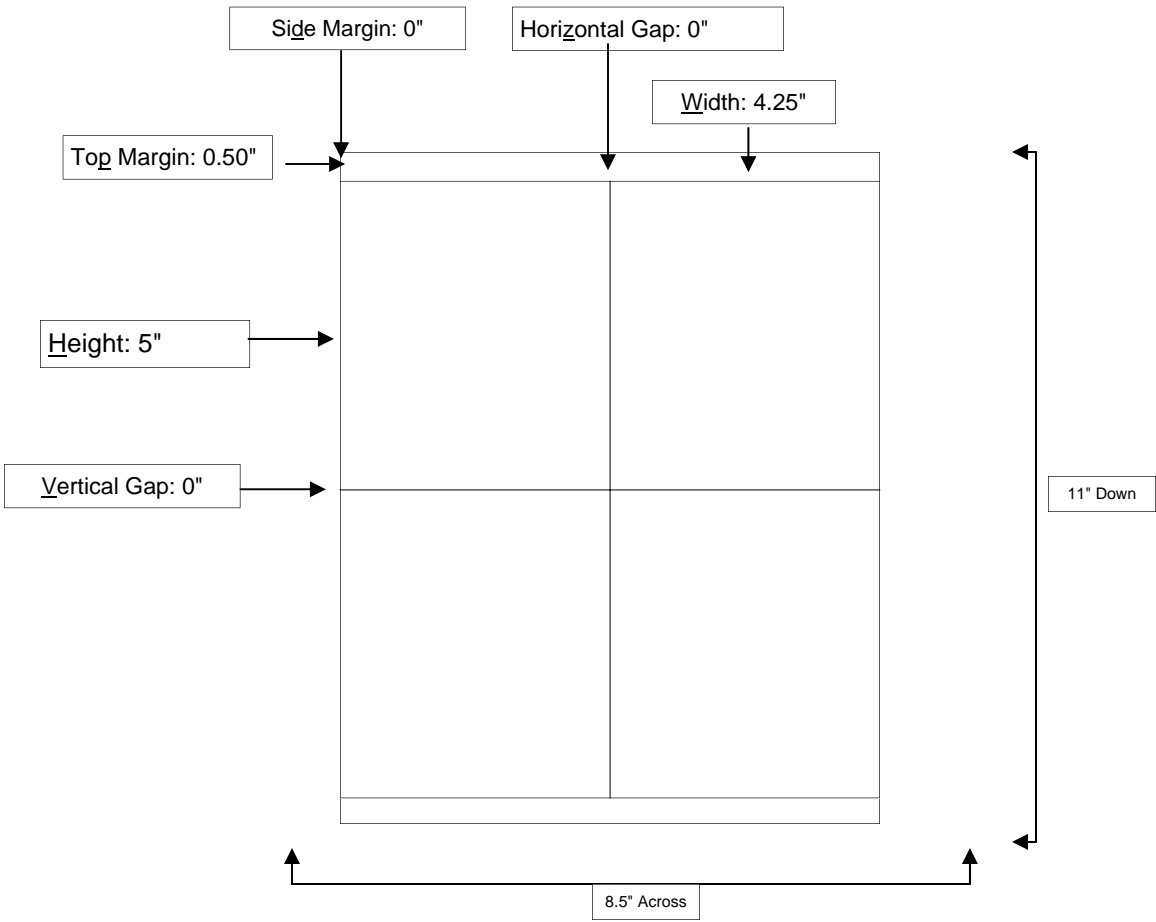 Side Margin: 0"
Horizontal Gap: 0"
Width: 4.25"
Top Margin: 0.50"
Height: 5"
Vertical Gap: 0"
11" Down
8.5" Across